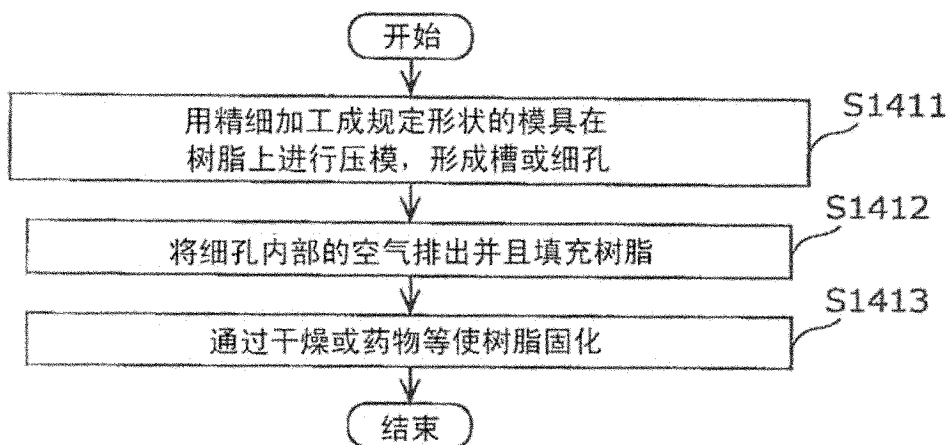 开始
用精细加工成规定形状的模具在
树脂上进行压模，形成槽或细孔
S1411
将细孔内部的空气排出并且填充树脂
S1412
通过干燥或药物等使树脂固化
S1413
结束